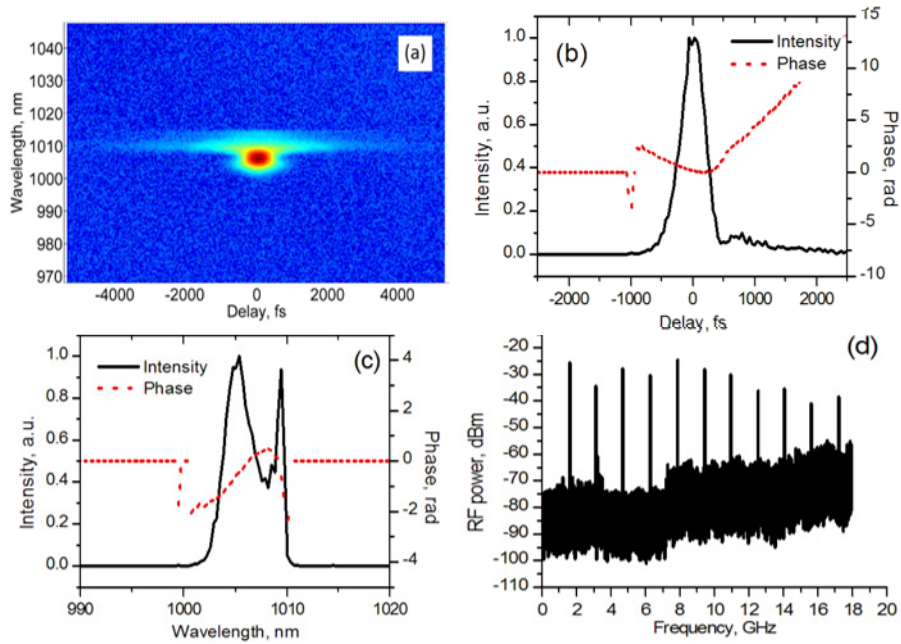 (a)
Wavelength, nm
1040
1030
1020
1010
1000
990
980
970
-4000 -2000 0 2000 4000
Delay, fs
(b)
Intensity
Phase
Intensity, a.u.
1.0
0.8
0.6
0.4
0.2
0.0
15
10
5
0
-5
-10
Phase, rad
-2000 -1000 0 1000 2000
Delay, fs
(c)
Intensity
Phase
Intensity, a.u.
1.0
0.8
0.6
0.4
0.2
0.0
4
2
0
-2
-4
Phase, rad
990 1000 1010 1020
Wavelength, nm
(d)
RF power, dBm
-20
-30
-40
-50
-60
-70
-80
-90
-100
-110
0 2 4 6 8 10 12 14 16 18 20
Frequency, GHz